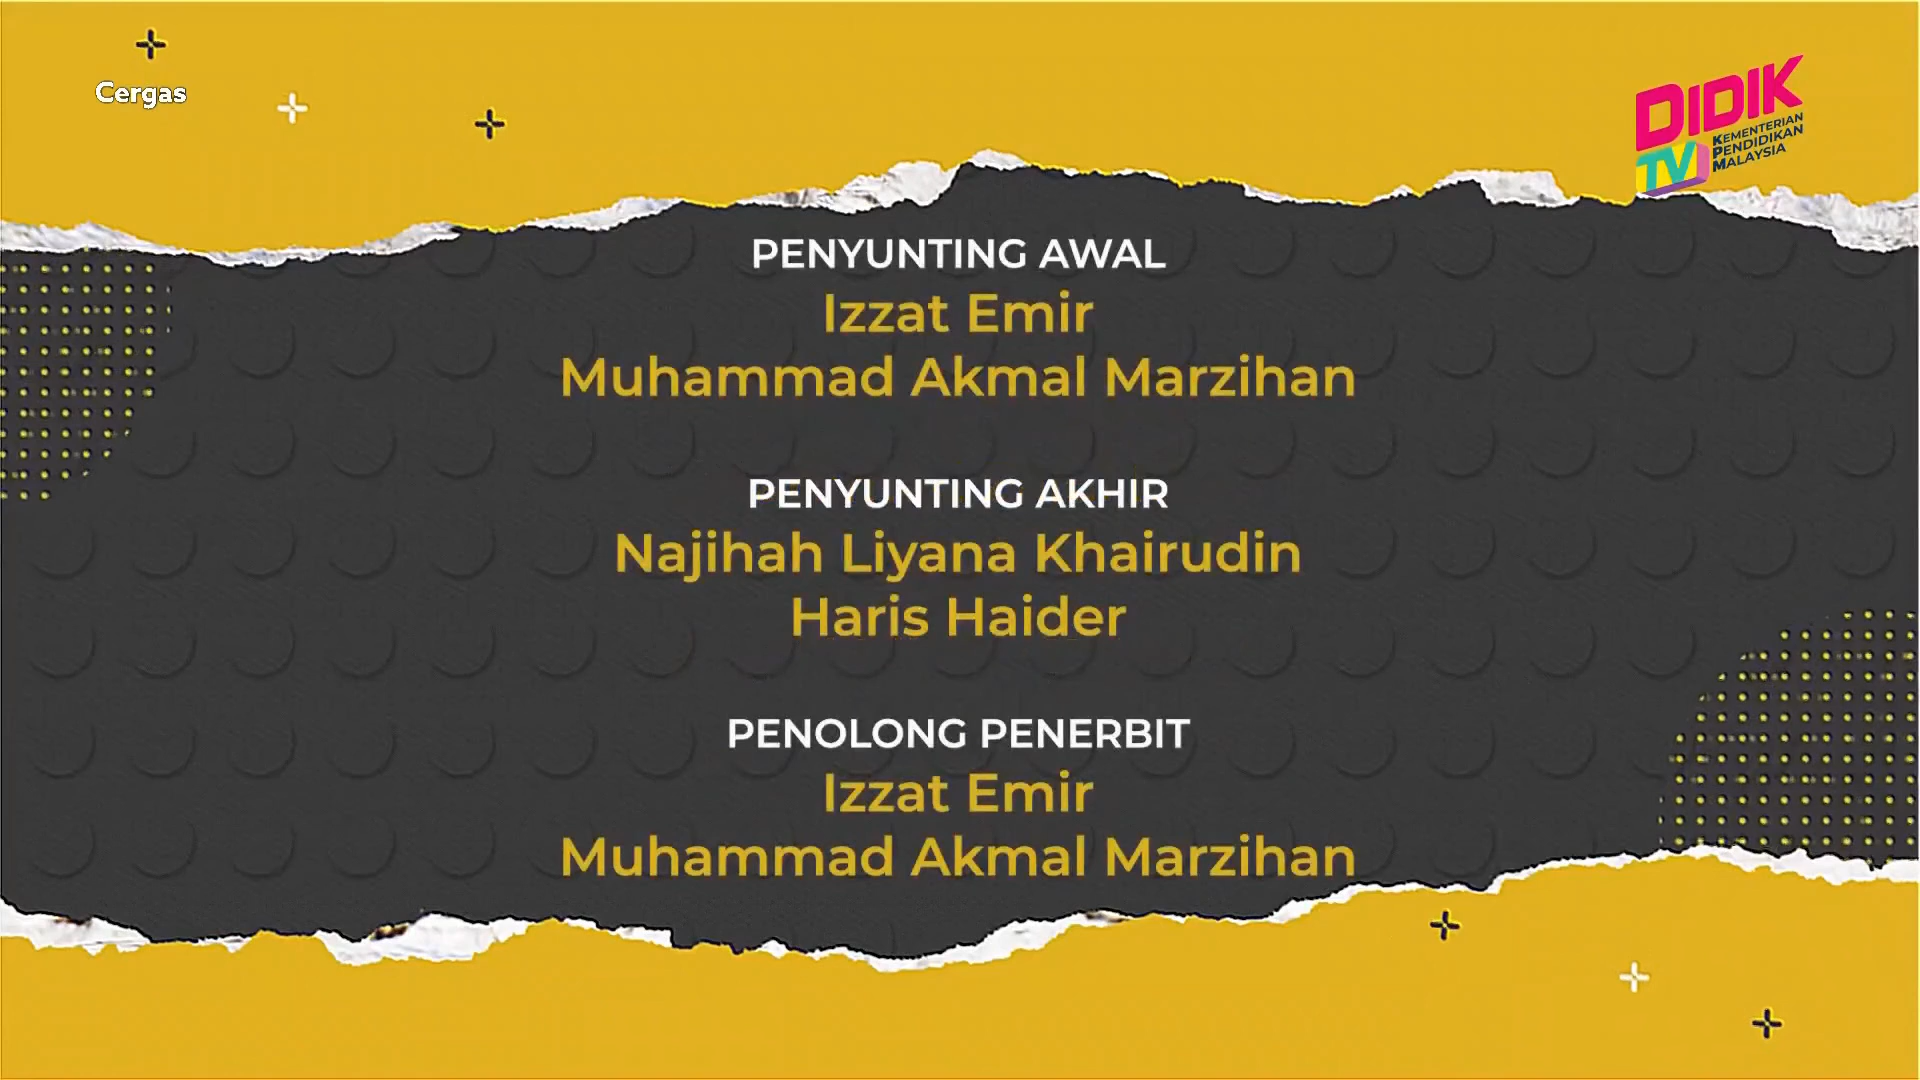 Cergas
DIDIK
TV
KEMENTERIAN
PENDIDIKAN
MALAYSIA
PENYUNTING AWAL
Izzat Emir
Muhammad Akmal Marzihan
PENYUNTING AKHIR
Najihah Liyana Khairudin
Haris Haider
PENOLONG PENERBIT
Izzat Emir
Muhammad Akmal Marzihan